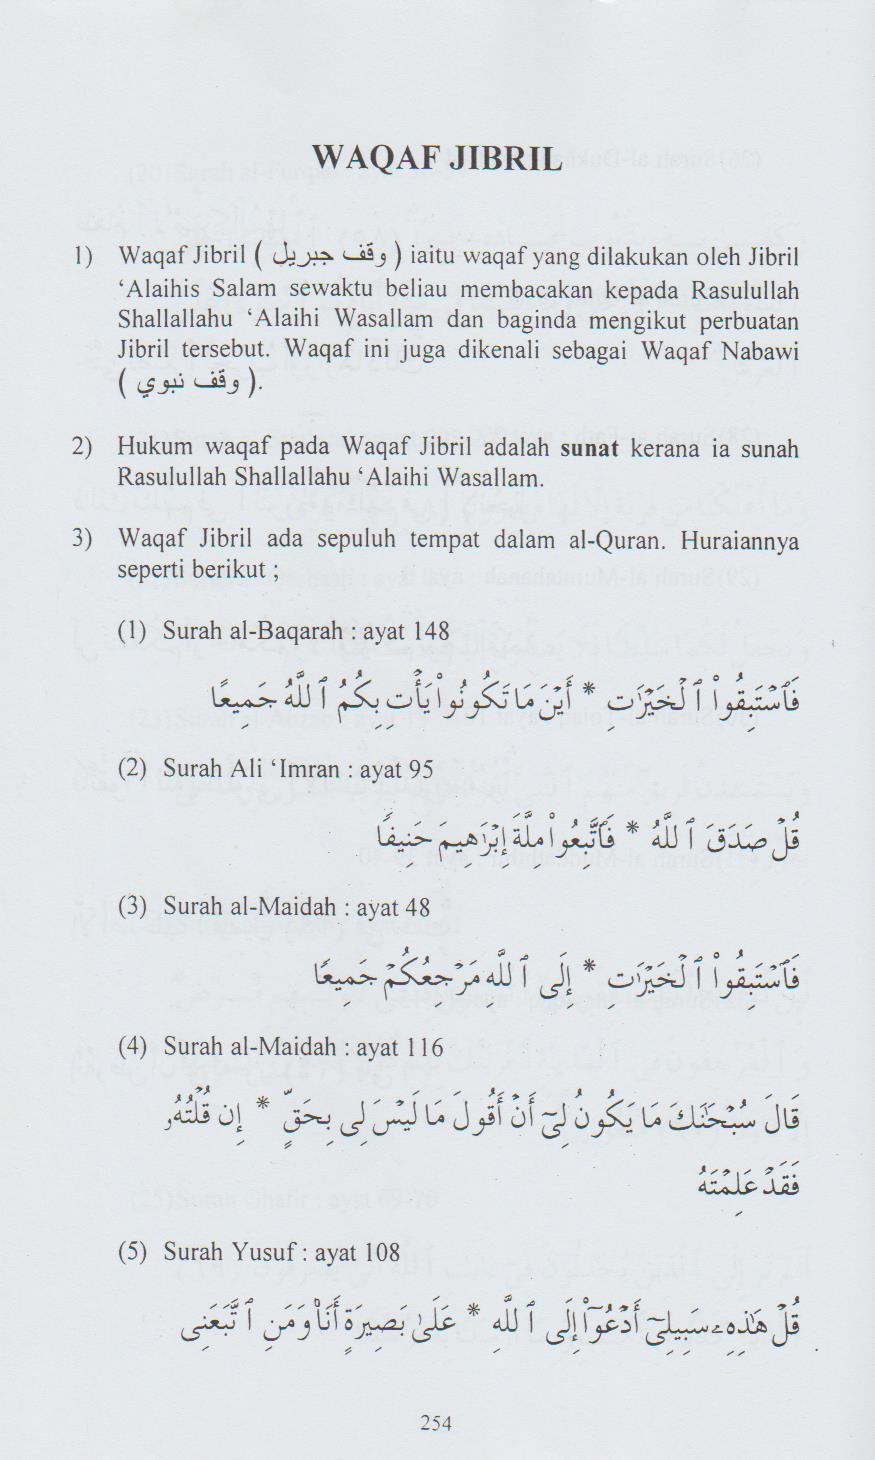 WAQAF JIBRIL
1) Waqaf Jibril ( وقف جبريل ) iaitu waqaf yang dilakukan oleh Jibril
‘Alaihis Salam sewaktu beliau membacakan kepada Rasulullah
Shallallahu ‘Alaihi Wasallam dan baginda mengikut perbuatan
Jibril tersebut. Waqaf ini juga dikenali sebagai Waqaf Nabawi
( وقف نبوي ).
2) Hukum waqaf pada Waqaf Jibril adalah sunat kerana ia sunah
Rasulullah Shallallahu ‘Alaihi Wasallam.
3) Waqaf Jibril ada sepuluh tempat dalam al-Quran. Huraiannya
seperti berikut ;
(1) Surah al-Baqarah : ayat 148
فَٱسۡتَبِقُواْ ٱلۡخَيۡرَٰتِ * أَيۡنَ مَا تَكُونُواْ يَأۡتِ بِكُمُ ٱللَّهُ جَمِيعًا
(2) Surah Ali ‘Imran : ayat 95
قُلۡ صَدَقَ ٱللَّهُ * فَٱتَّبِعُواْ مِلَّةَ إِبۡرَٰهِيمَ حَنِيفًا
(3) Surah al-Maidah : ayat 48
فَٱسۡتَبِقُواْ ٱلۡخَيۡرَٰتِ * إِلَى ٱللَّهِ مَرۡجِعُكُمۡ جَمِيعًا
(4) Surah al-Maidah : ayat 116
قَالَ سُبۡحَٰنَكَ مَا يَكُونُ لِيٓ أَنۡ أَقُولَ مَا لَيۡسَ لِي بِحَقٍّ * إِن قُلۡتُهُۥ
فَقَدۡ عَلِمۡتَهُ
(5) Surah Yusuf : ayat 108
قُلۡ هَٰذِهِۦ سَبِيلِيٓ أَدۡعُوٓاْ إِلَى ٱللَّهِ * عَلَىٰ بَصِيرَةٍ أَنَا۠ وَمَنِ ٱتَّبَعَنِي
254